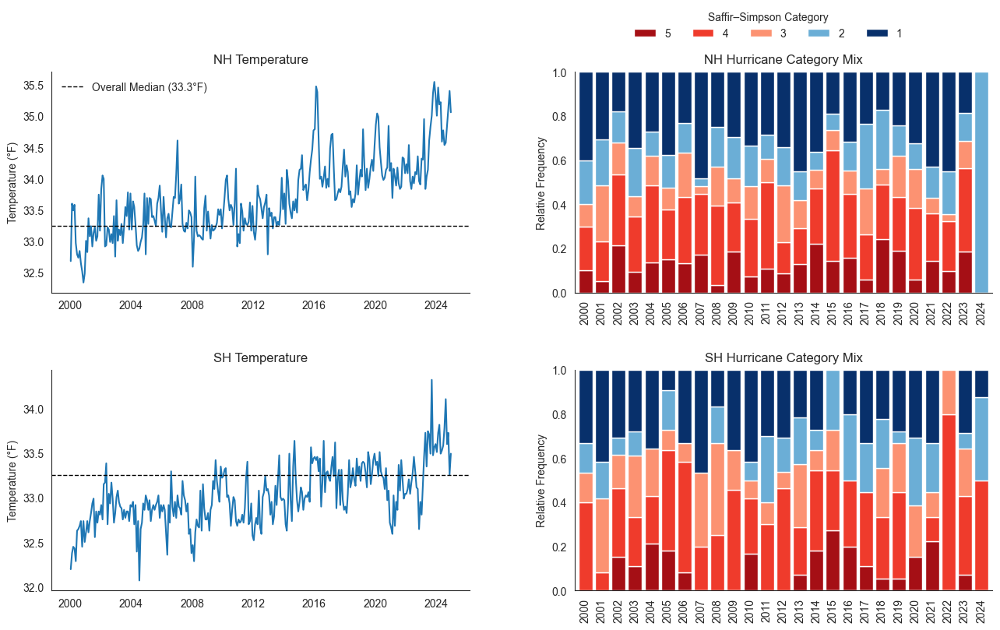 Saffir–Simpson Category
5 4 3 2 1
NH Temperature
Overall Median (33.3°F)
Temperature (°F)
35.5
35.0
34.5
34.0
33.5
33.0
32.5
2000 2004 2008 2012 2016 2020 2024
NH Hurricane Category Mix
Relative Frequency
1.0
0.8
0.6
0.4
0.2
0.0
2000 2001 2002 2003 2004 2005 2006 2007 2008 2009 2010 2011 2012 2013 2014 2015 2016 2017 2018 2019 2020 2021 2022 2023 2024
SH Temperature
Temperature (°F)
34.0
33.5
33.0
32.5
32.0
2000 2004 2008 2012 2016 2020 2024
SH Hurricane Category Mix
Relative Frequency
1.0
0.8
0.6
0.4
0.2
0.0
2000 2001 2002 2003 2004 2005 2006 2007 2008 2009 2010 2011 2012 2013 2014 2015 2016 2017 2018 2019 2020 2021 2022 2023 2024